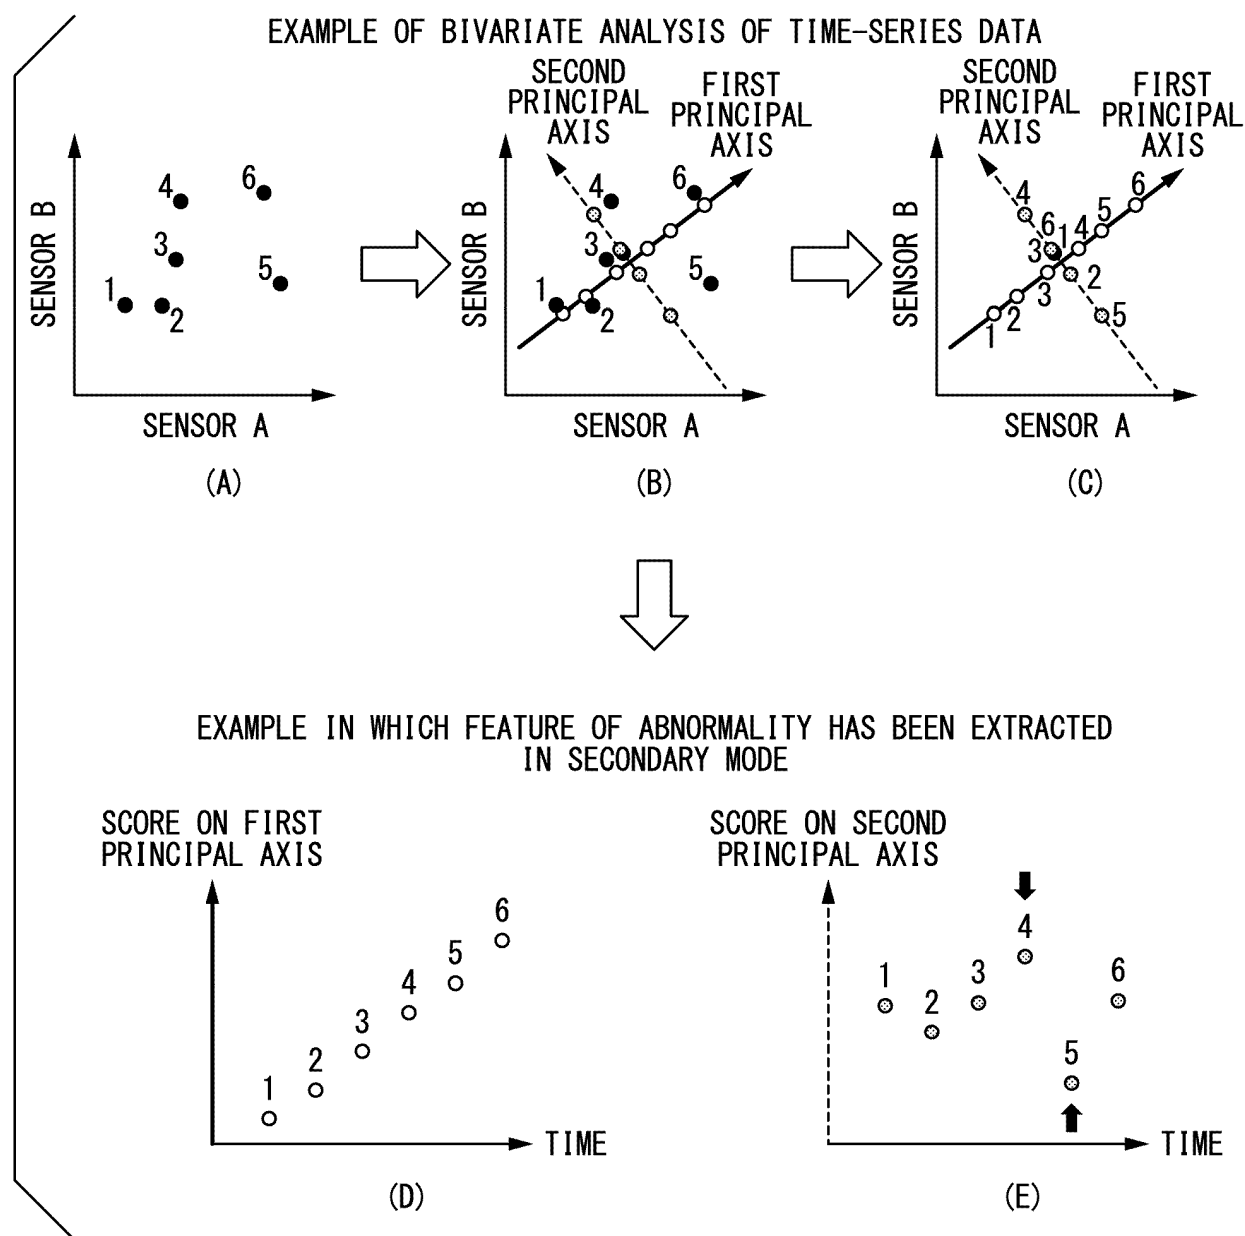 EXAMPLE OF BIVARIATE ANALYSIS OF TIME-SERIES DATA
SENSOR B
4
6
3
5
1
2
SENSOR A
(A)
SECOND
PRINCIPAL
AXIS
FIRST
PRINCIPAL
AXIS
SENSOR B
4
6
3
5
1
2
SENSOR A
(B)
SECOND
PRINCIPAL
AXIS
FIRST
PRINCIPAL
AXIS
SENSOR B
4
6
5
6
1
4
3
2
3
5
2
1
SENSOR A
(C)
EXAMPLE IN WHICH FEATURE OF ABNORMALITY HAS BEEN EXTRACTED
IN SECONDARY MODE
SCORE ON FIRST
PRINCIPAL AXIS
6
5
4
3
2
1
TIME
(D)
SCORE ON SECOND
PRINCIPAL AXIS
4
1
3
6
2
5
TIME
(E)